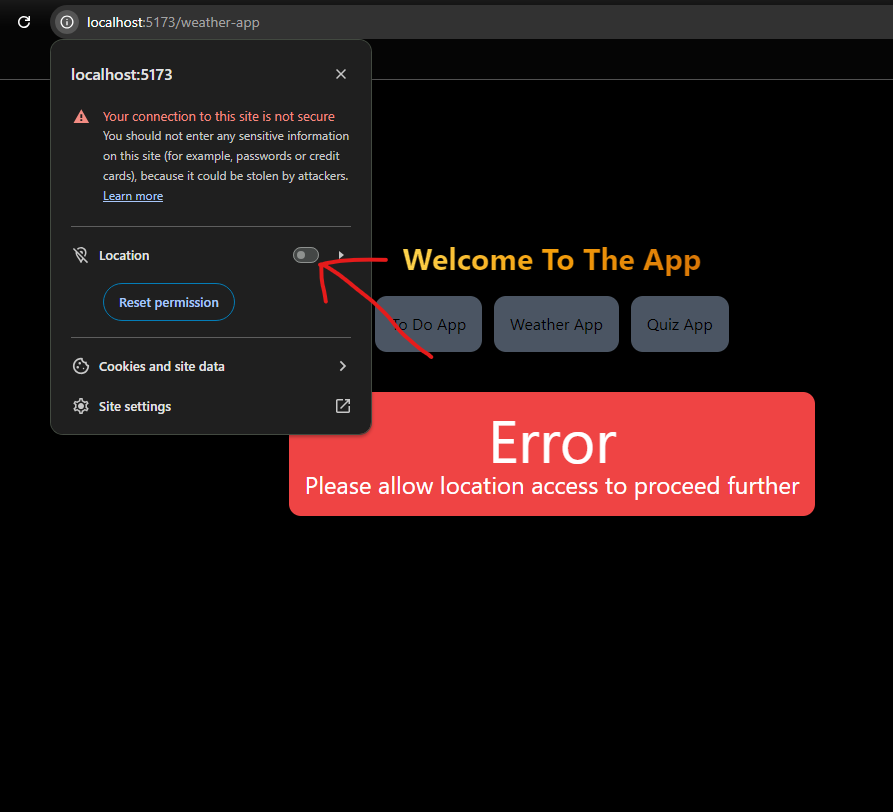 localhost:5173/weather-app
localhost:5173
Your connection to this site is not secure
You should not enter any sensitive information
on this site (for example, passwords or credit
cards), because it could be stolen by attackers.
Learn more
Location
Reset permission
Cookies and site data
Site settings
Welcome To The App
To Do App
Weather App
Quiz App
Error
Please allow location access to proceed further